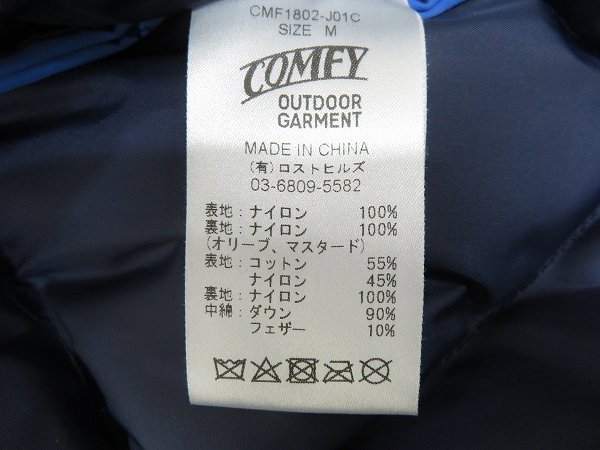 CMF1802-J01C
SIZE M
COMFY
OUTDOOR
GARMENT
MADE IN CHINA
(有)ロストヒルズ
03-6809-5582
表地:ナイロン 100%
裏地:ナイロン 100%
(オリーブ、マスタード)
表地:コットン 55%
ナイロン 45%
裏地:ナイロン 100%
中綿:ダウン 90%
フェザー 10%